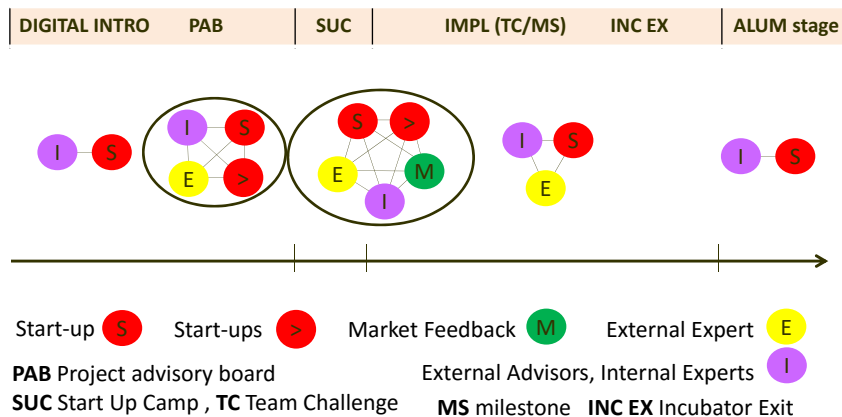 DIGITAL INTRO PAB SUC IMPL (TC/MS) INC EX ALUM stage
I S
I S E >
S > E M I
I S E
I S
Start-up S Start-ups > Market Feedback M External Expert E
PAB Project advisory board
External Advisors, Internal Experts I
SUC Start Up Camp , TC Team Challenge
MS milestone INC EX Incubator Exit